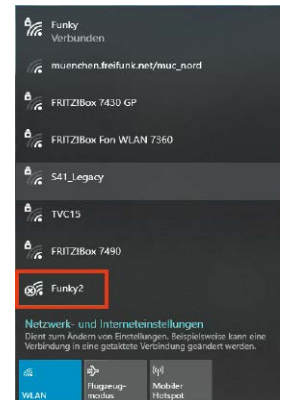 Funky
Verbunden
muenchen.freifunk.net/muc_nord
FRITZ!Box 7430 GP
FRITZ!Box Fon WLAN 7360
S41_Legacy
TVC15
FRITZ!Box 7490
Funky2
Netzwerk- und Interneteinstellungen
Dient zum Ändern von Einstellungen. Beispielsweise kann eine
Verbindung in eine getaktete Verbindung geändert werden.
WLAN
Flugzeug-
modus
Mobiler
Hotspot